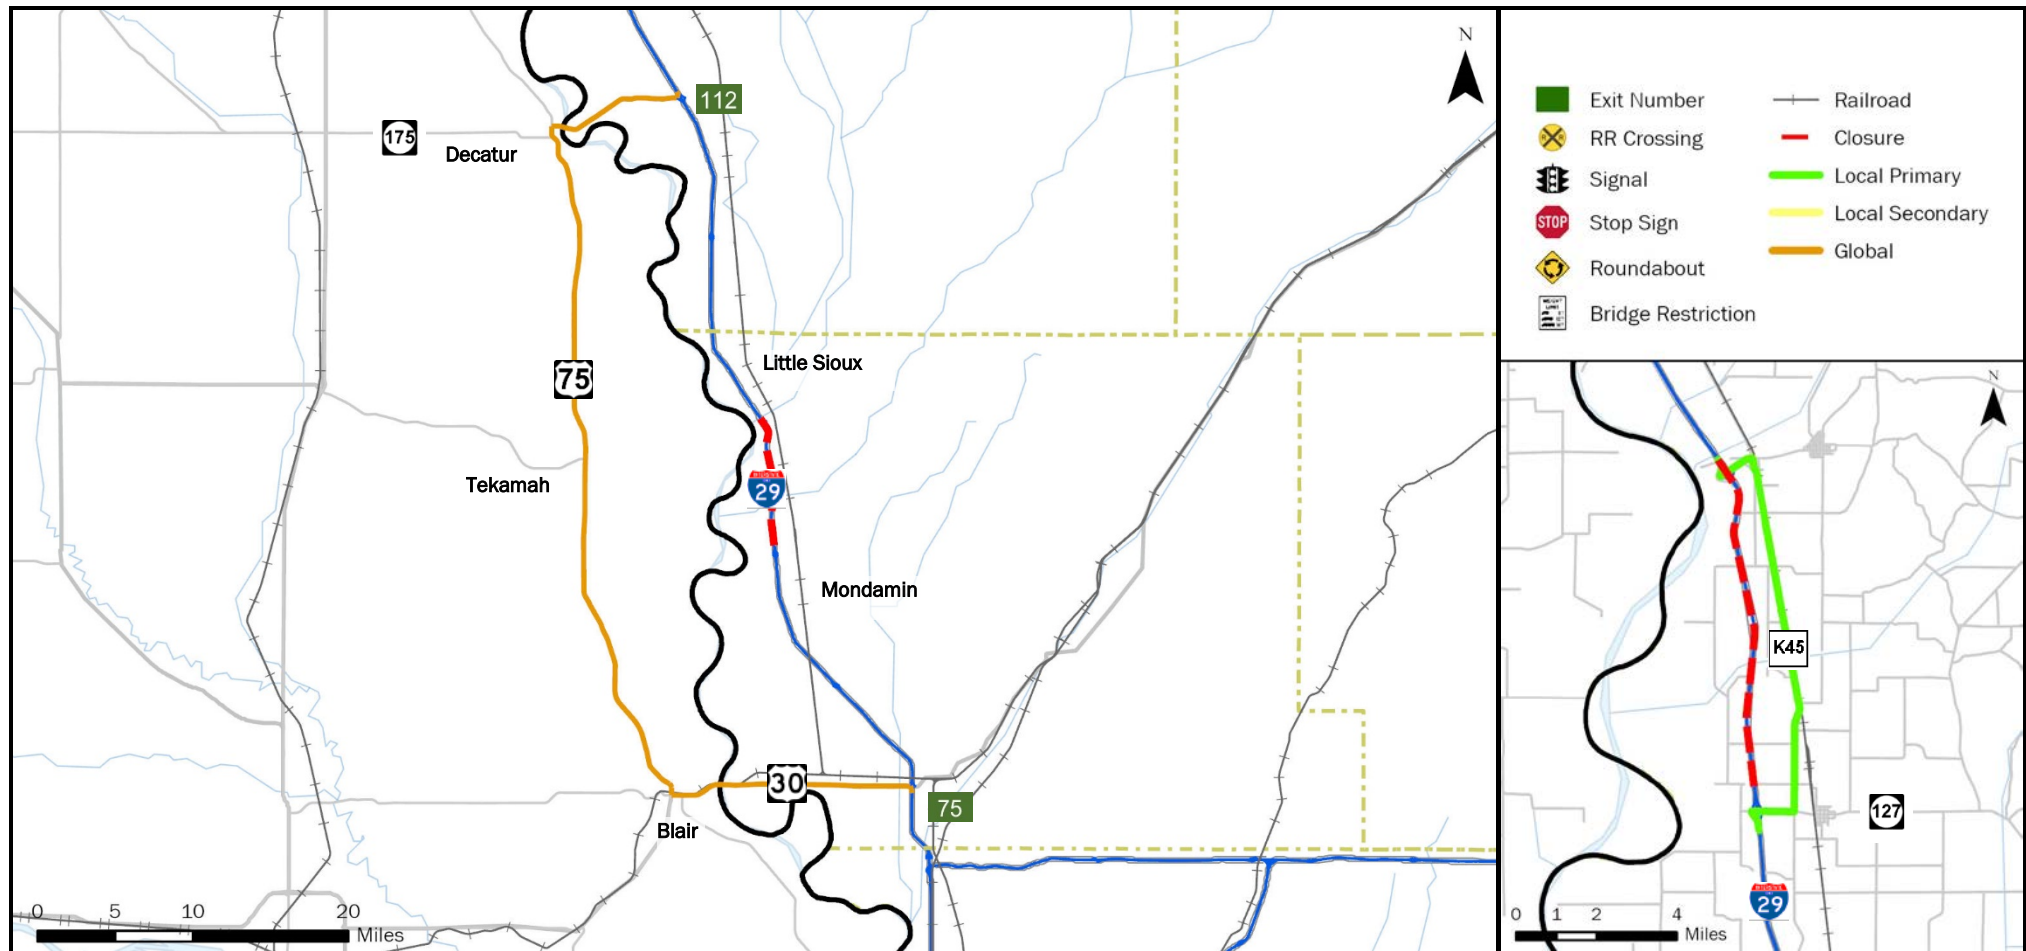 N
112
175
Decatur
75
Little Sioux
Tekamah
29
Mondamin
30
75
Blair
0 5 10 20
Miles
Exit Number
RR Crossing
Signal
STOP
Stop Sign
Roundabout
WEIGHT
LIMIT
Bridge Restriction
Railroad
Closure
Local Primary
Local Secondary
Global
N
K45
127
29
0 1 2 4
Miles